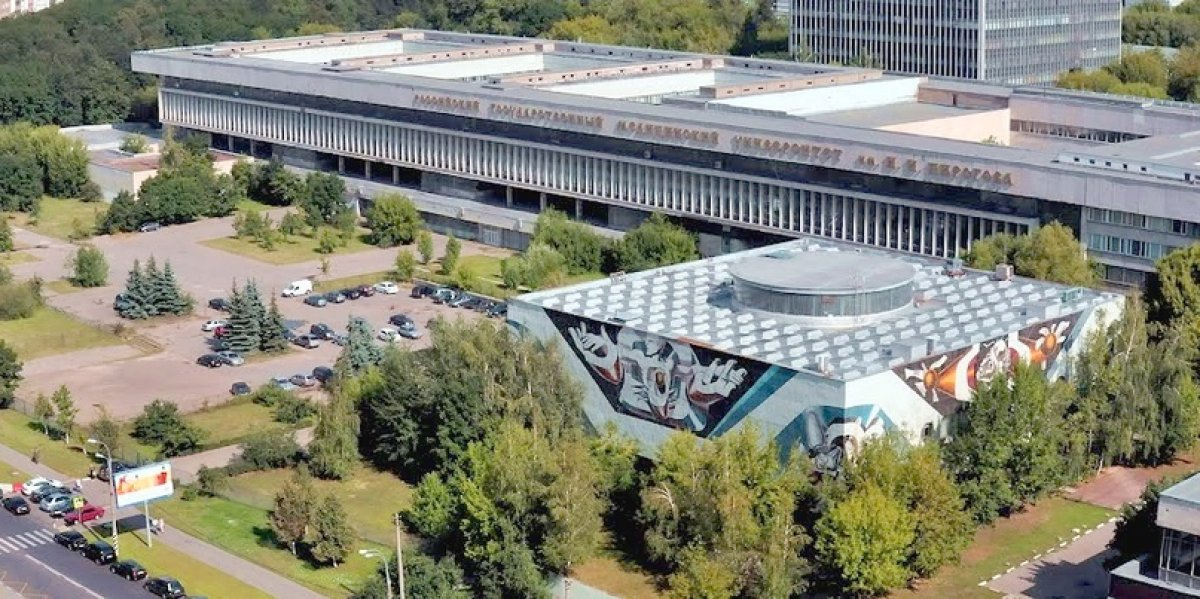 РОССИЙСКИЙ ГОСУДАРСТВЕННЫЙ МЕДИЦИНСКИЙ УНИВЕРСИТЕТ им. Н. И. ПИРОГОВА